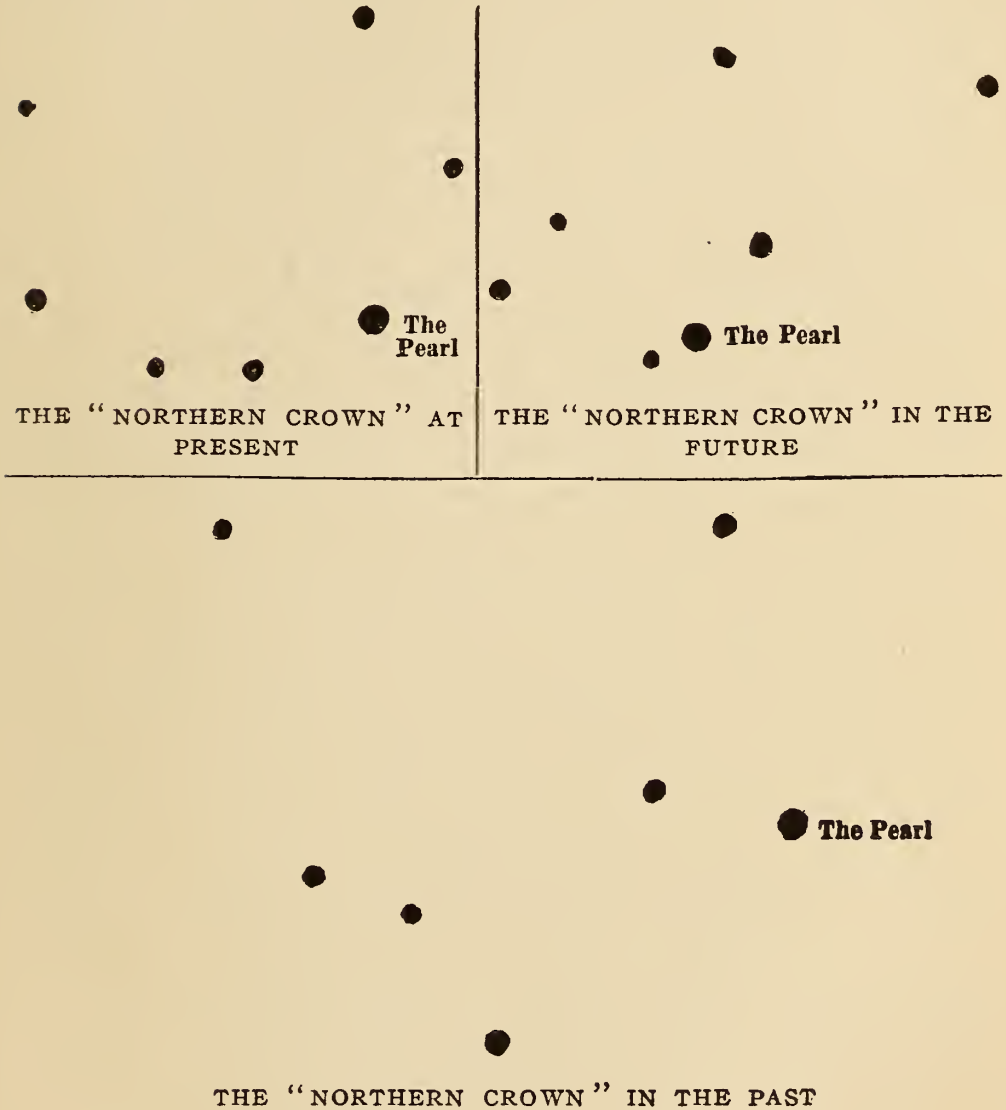 The
Pearl
THE “NORTHERN CROWN” AT
PRESENT
The Pearl
THE “NORTHERN CROWN” IN THE
FUTURE
The Pearl
THE “NORTHERN CROWN” IN THE PAST